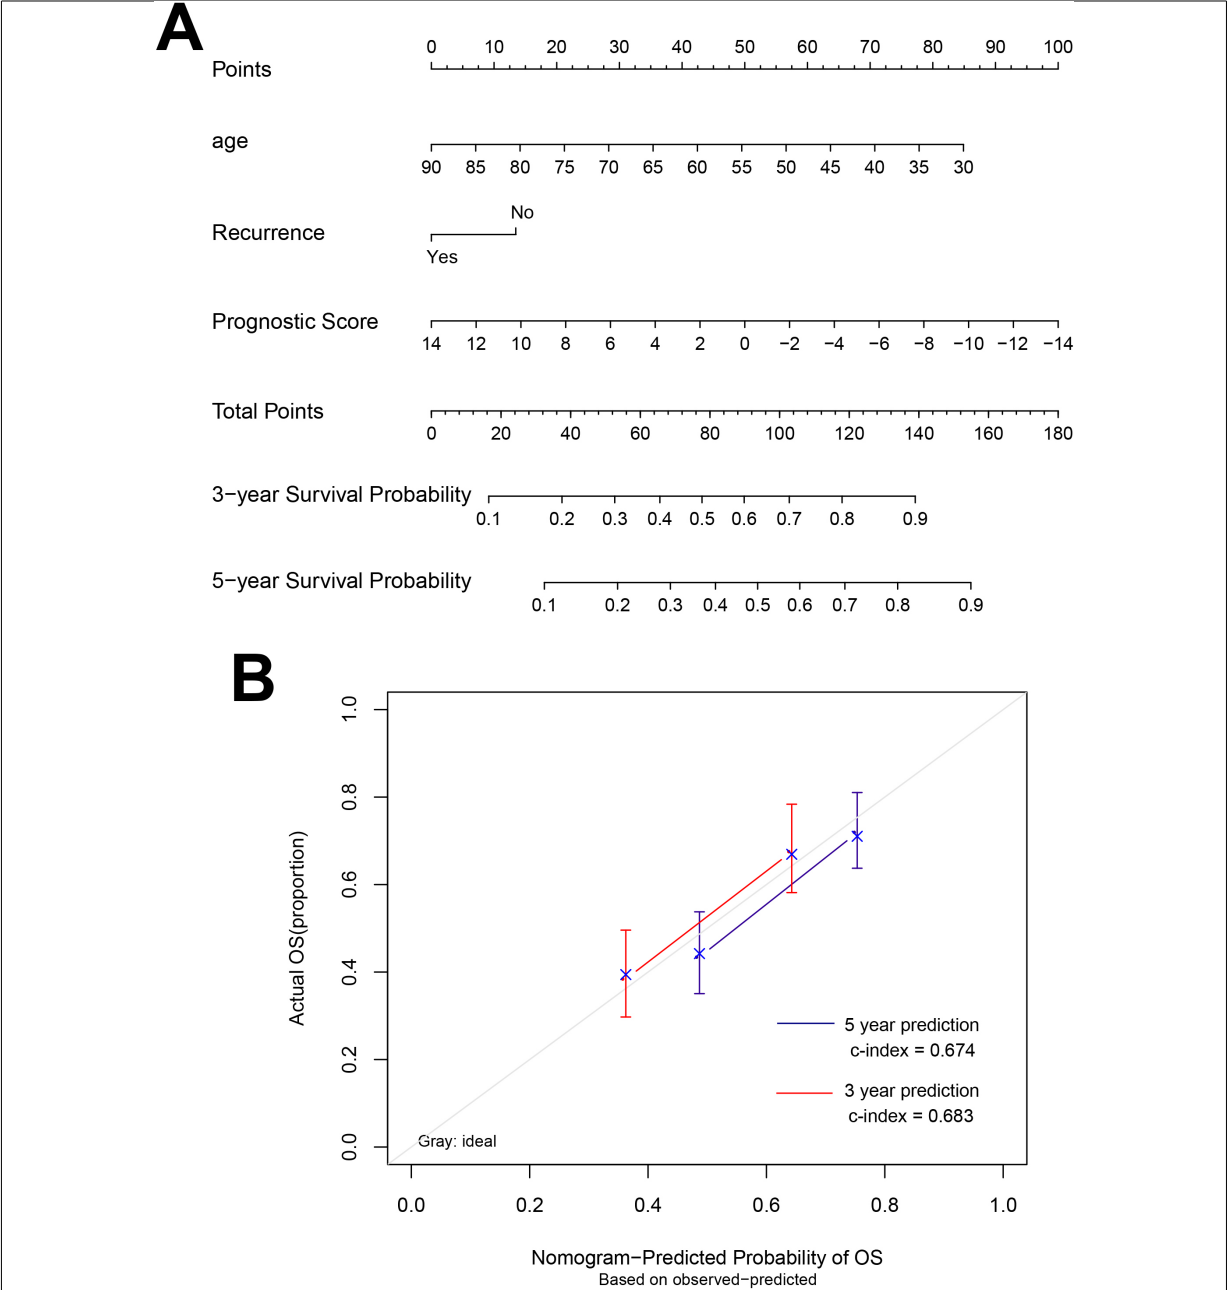 A
0 10 20 30 40 50 60 70 80 90 100
Points
age
90 85 80 75 70 65 60 55 50 45 40 35 30
No
Recurrence
Yes
Prognostic Score
14 12 10 8 6 4 2 0 −2 −4 −6 −8 −10 −12 −14
Total Points
0 20 40 60 80 100 120 140 160 180
3−year Survival Probability
0.1 0.2 0.3 0.4 0.5 0.6 0.7 0.8 0.9
5−year Survival Probability
0.1 0.2 0.3 0.4 0.5 0.6 0.7 0.8 0.9
B
1.0
0.8
0.6
0.4
0.2
0.0
Actual OS(proportion)
5 year prediction
c-index = 0.674
3 year prediction
c-index = 0.683
Gray: ideal
0.0 0.2 0.4 0.6 0.8 1.0
Nomogram−Predicted Probability of OS
Based on observed−predicted